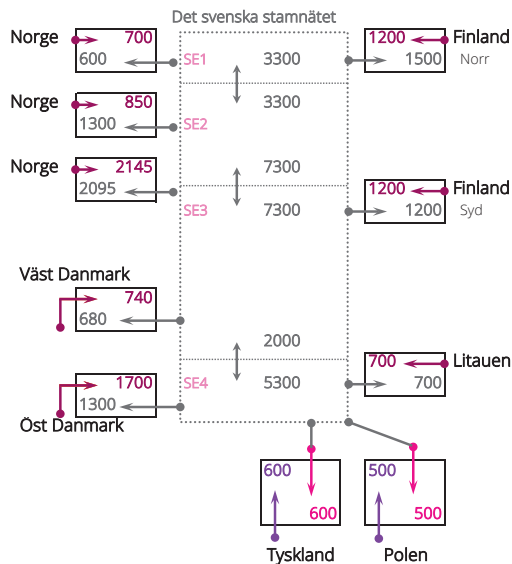 Det svenska stamnätet
Norge 700 1200 Finland
600 SE1 3300 1500 Norr
Norge 850 3300
1300 SE2
Norge 2145 7300
2095 1200 Finland
SE3 7300 1200 Syd
Väst Danmark
740
680
2000
700 Litauen
1700 SE4 5300 700
1300
Öst Danmark
600 500
600 500
Tyskland Polen